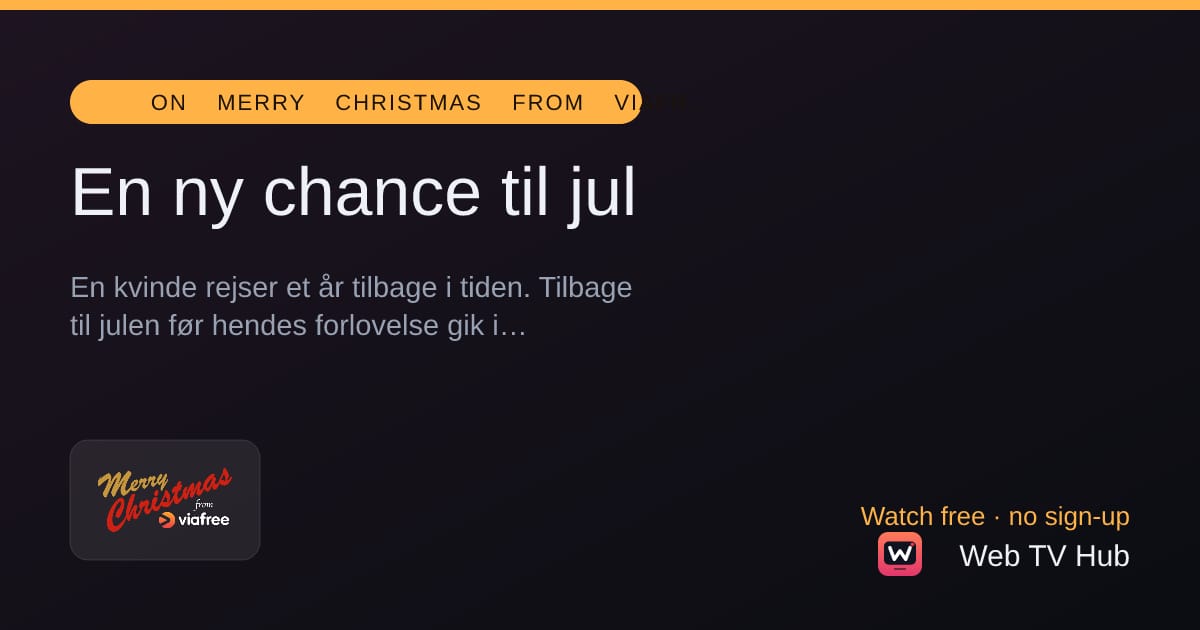 ON MERRY CHRISTMAS FROM
En ny chance til jul
En kvinde rejser et år tilbage i tiden. Tilbage
til julen før hendes forlovelse gik i…
Merry
Christmas
from
viafree
Watch free · no sign-up
W
Web TV Hub